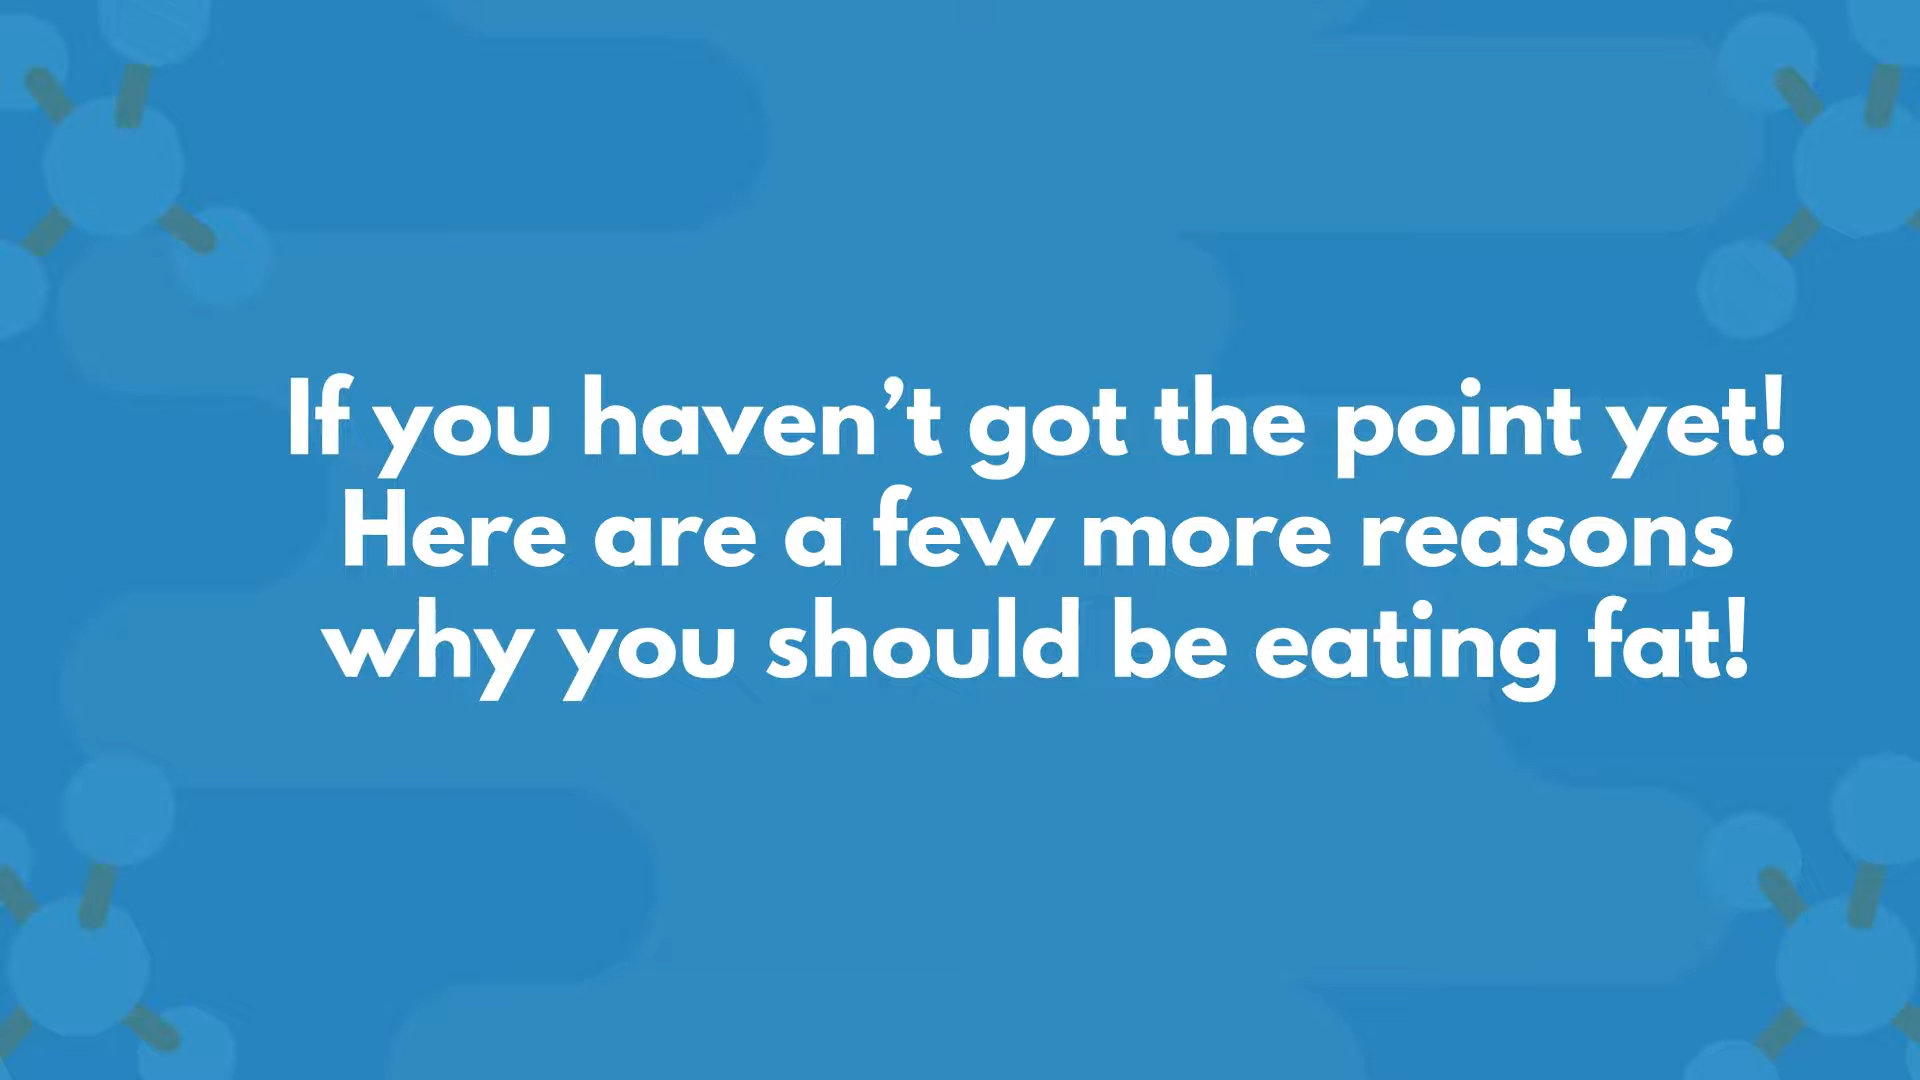 If you haven’t got the point yet!
Here are a few more reasons
why you should be eating fat!